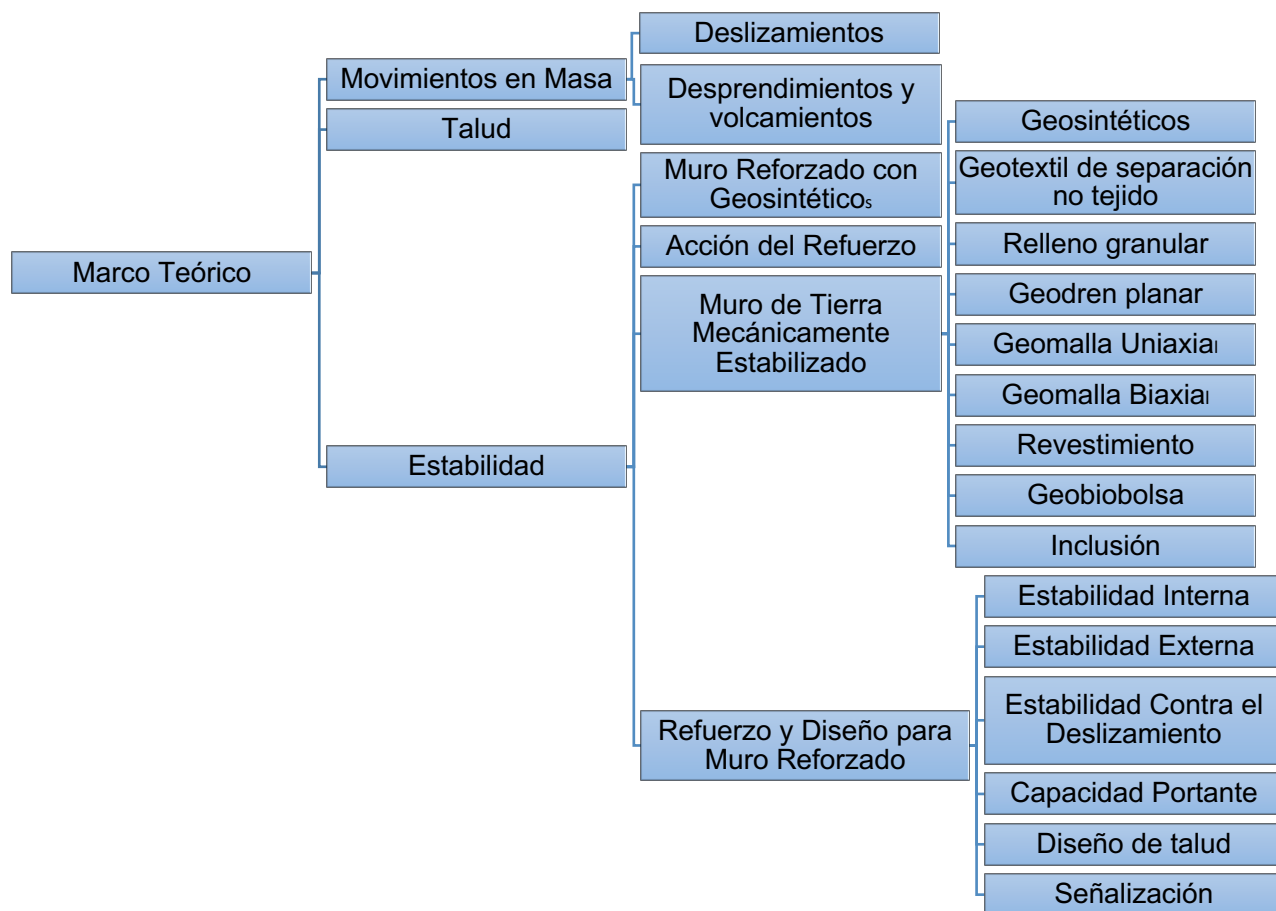 Marco Teórico
Movimientos en Masa
Deslizamientos
Desprendimientos y
volcamientos
Talud
Estabilidad
Muro Reforzado con
Geosintéticos
Acción del Refuerzo
Muro de Tierra
Mecánicamente
Estabilizado
Geosintéticos
Geotextil de separación
no tejido
Relleno granular
Geodren planar
Geomalla Uniaxial
Geomalla Biaxial
Revestimiento
Geobiobolsa
Inclusión
Refuerzo y Diseño para
Muro Reforzado
Estabilidad Interna
Estabilidad Externa
Estabilidad Contra el
Deslizamiento
Capacidad Portante
Diseño de talud
Señalización